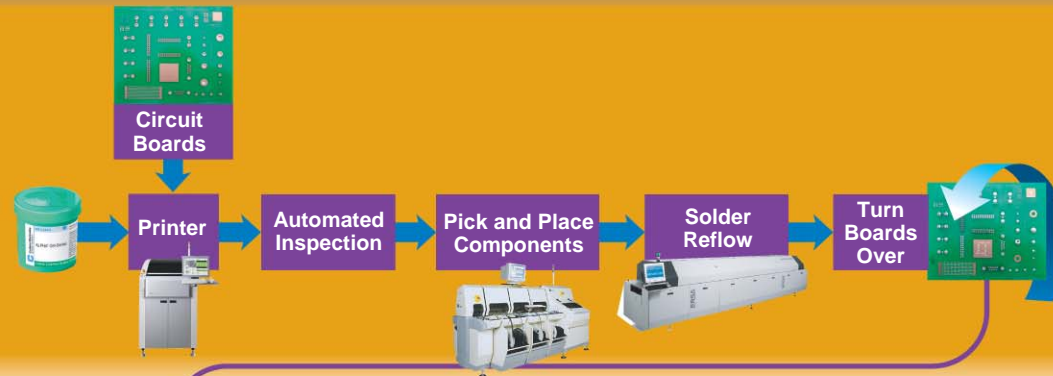 Circuit
Boards
Printer
Automated
Inspection
Pick and Place
Components
Solder
Reflow
Turn
Boards
Over